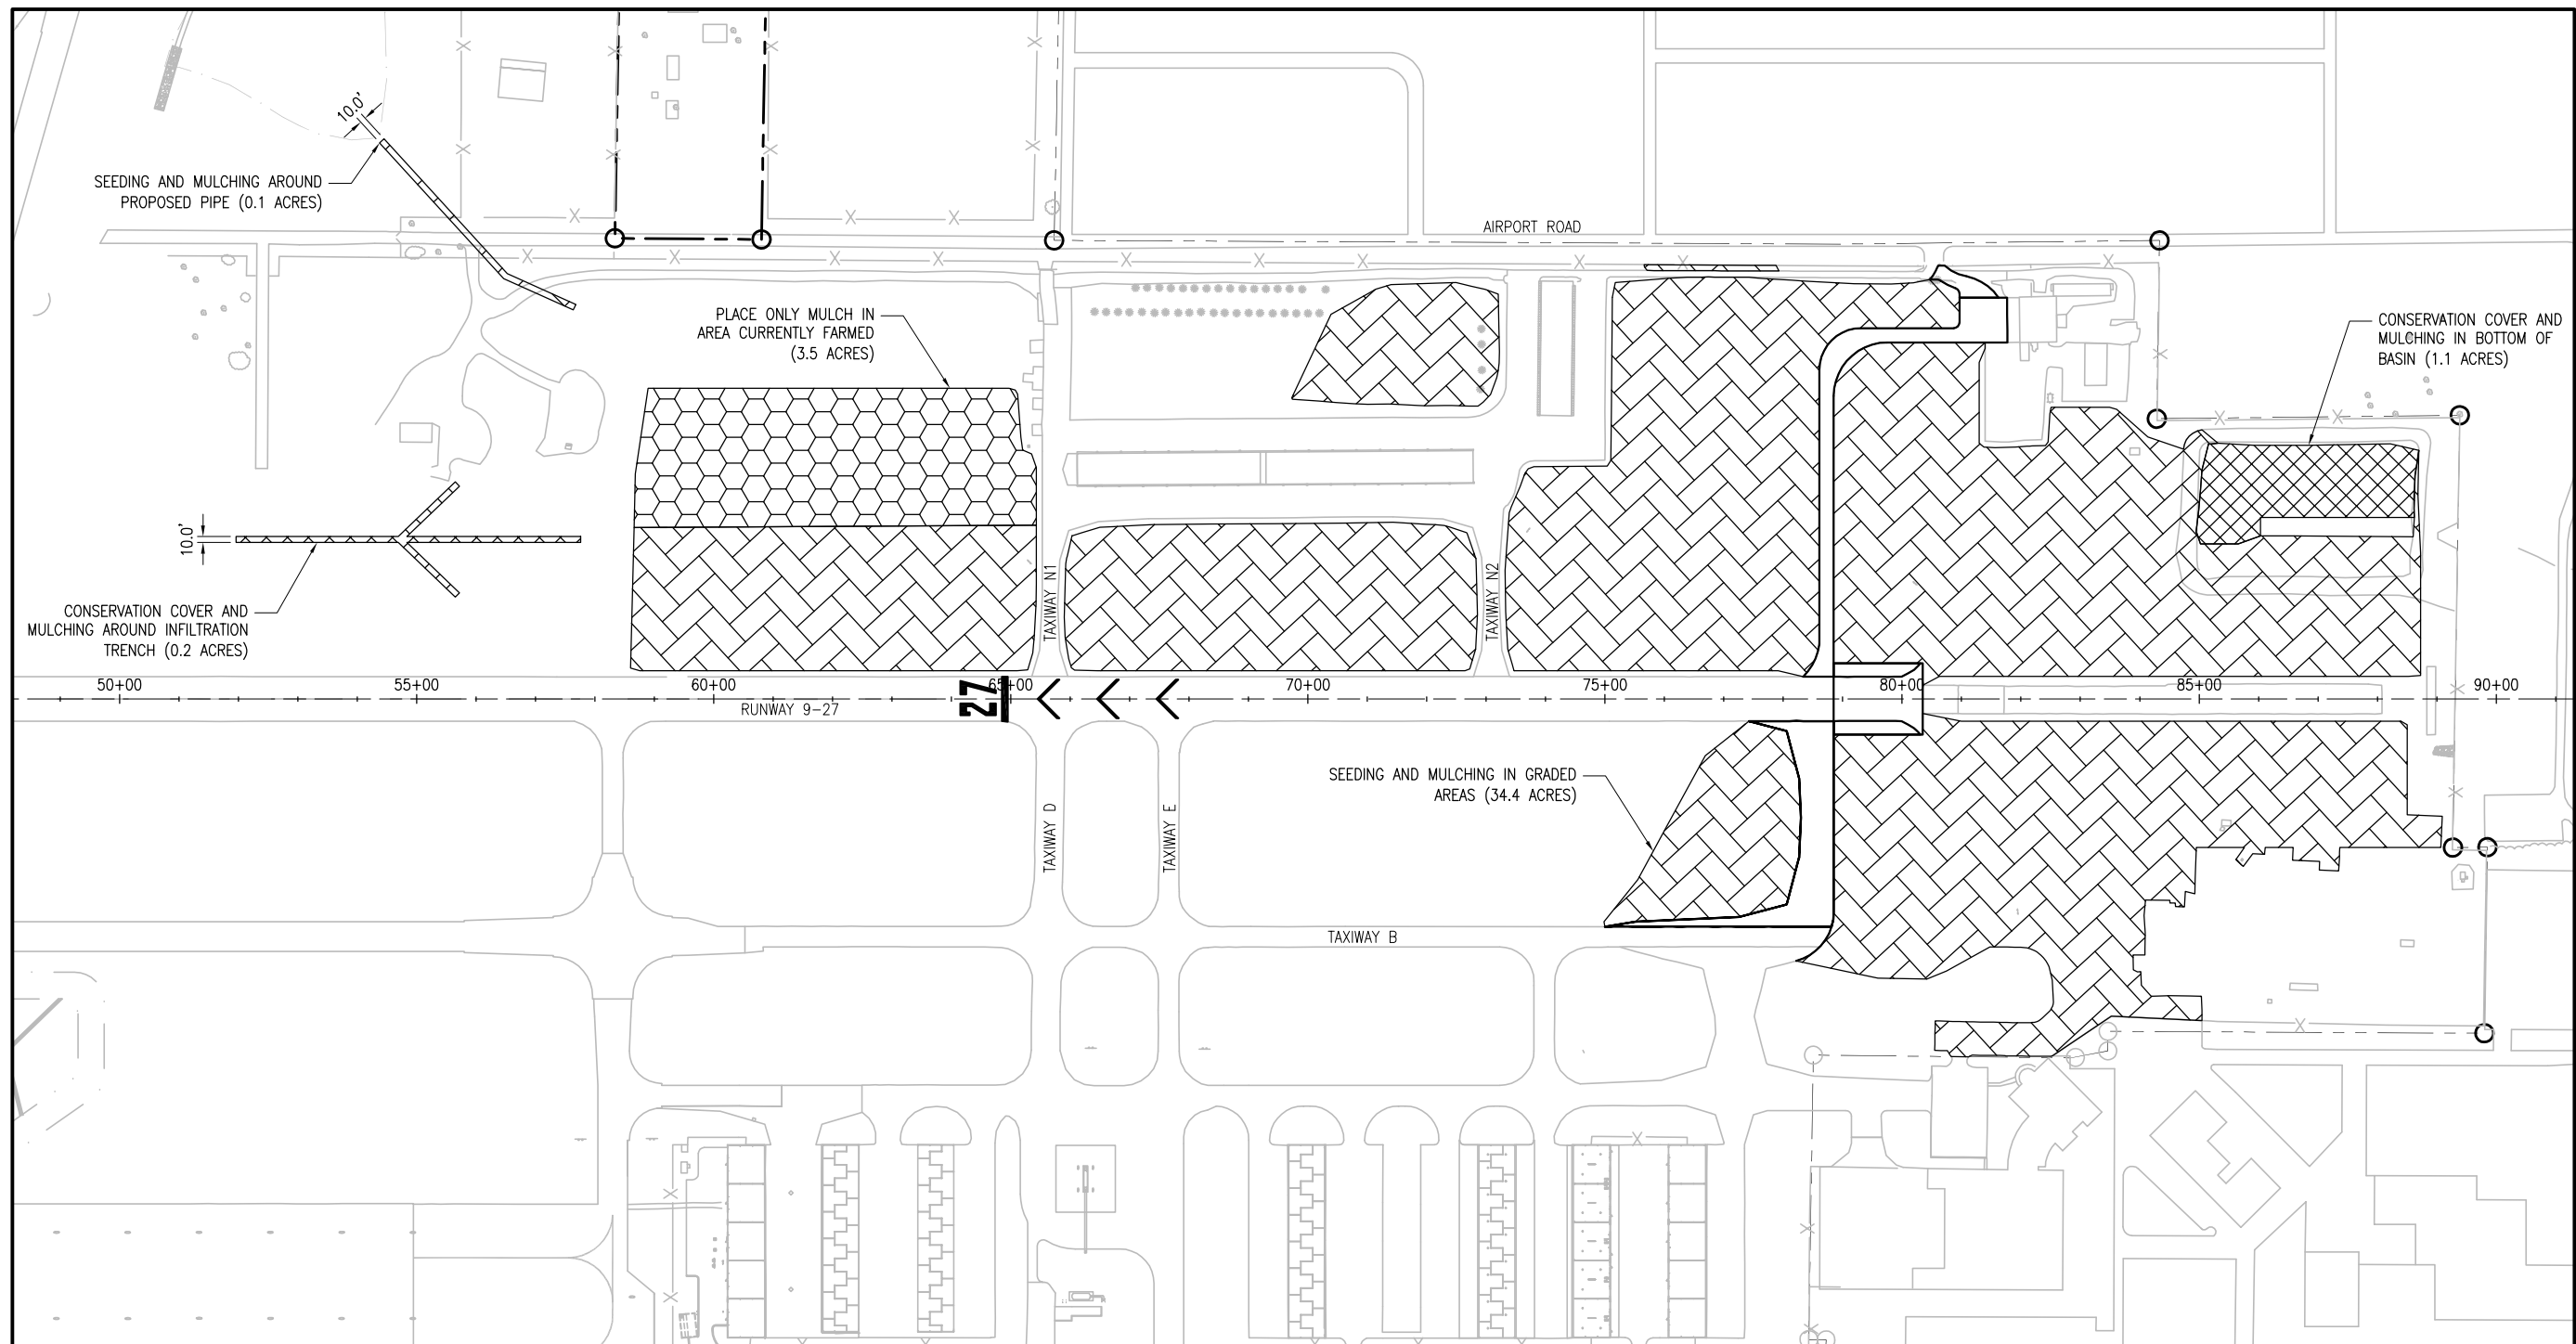 10.0'
SEEDING AND MULCHING AROUND
PROPOSED PIPE (0.1 ACRES)
AIRPORT ROAD
PLACE ONLY MULCH IN
AREA CURRENTLY FARMED
(3.5 ACRES)
CONSERVATION COVER AND
MULCHING IN BOTTOM OF
BASIN (1.1 ACRES)
10.0'
CONSERVATION COVER AND
MULCHING AROUND INFILTRATION
TRENCH (0.2 ACRES)
TAXIWAY N1
TAXIWAY N2
50+00 55+00 60+00 65+00 70+00 75+00 80+00 85+00 90+00
27
RUNWAY 9-27
SEEDING AND MULCHING IN GRADED
AREAS (34.4 ACRES)
TAXIWAY D
TAXIWAY E
TAXIWAY B